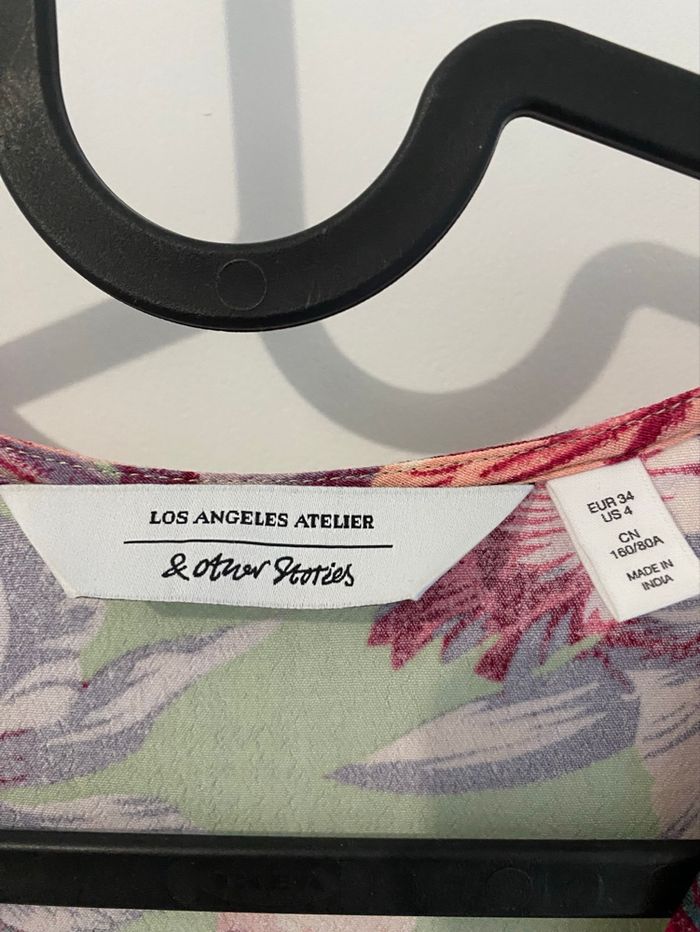 LOS ANGELES ATELIER
& other Stories
EUR 34
US 4
CN
160/80A
MADE IN
INDIA